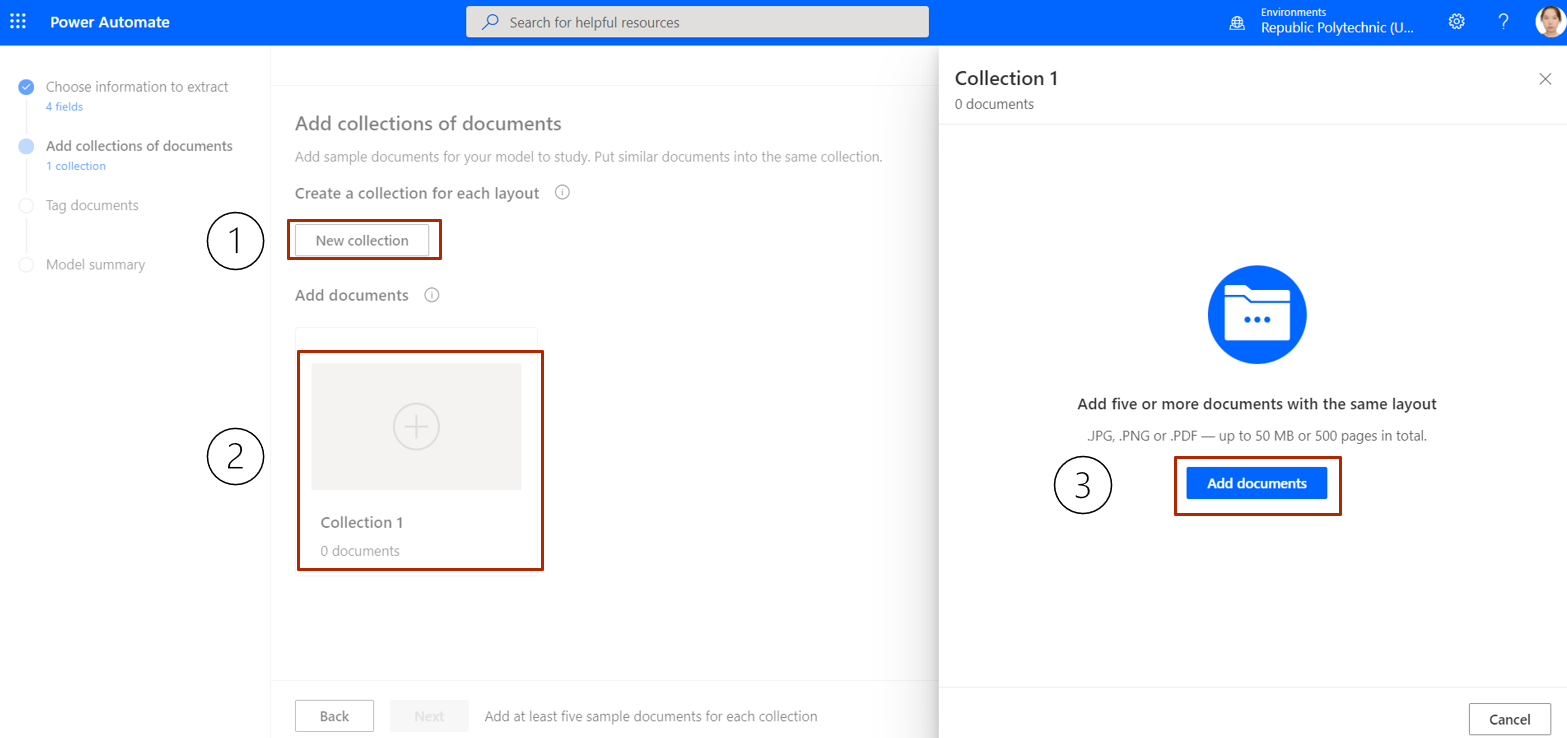 Power Automate
Search for helpful resources
Environments
Republic Polytechnic (U...
?
Choose information to extract
4 fields
Add collections of documents
1 collection
Tag documents
Model summary
Add collections of documents
Add sample documents for your model to study. Put similar documents into the same collection.
Create a collection for each layout
1
New collection
Add documents
2
Collection 1
0 documents
Back
Next
Add at least five sample documents for each collection
Collection 1
0 documents
Add five or more documents with the same layout
.JPG, .PNG or .PDF — up to 50 MB or 500 pages in total.
3
Add documents
Cancel